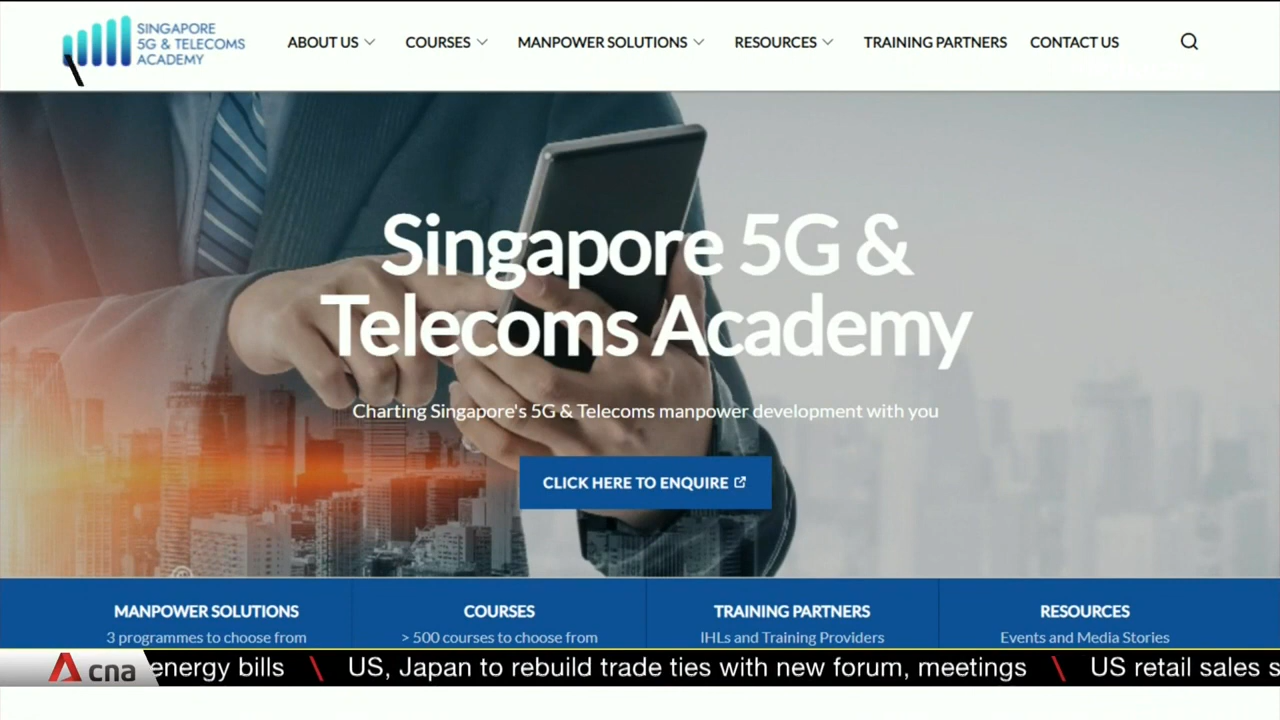 SINGAPORE
5G & TELECOMS
ACADEMY
ABOUT US
COURSES
MANPOWER SOLUTIONS
RESOURCES
TRAINING PARTNERS
CONTACT US
Singapore 5G &
Telecoms Academy
Charting Singapore's 5G & Telecoms manpower development with you
CLICK HERE TO ENQUIRE
MANPOWER SOLUTIONS
3 programmes to choose from
COURSES
> 500 courses to choose from
TRAINING PARTNERS
IHLs and Training Providers
RESOURCES
Events and Media Stories
cna
energy bills \ US, Japan to rebuild trade ties with new forum, meetings \ US retail sales s